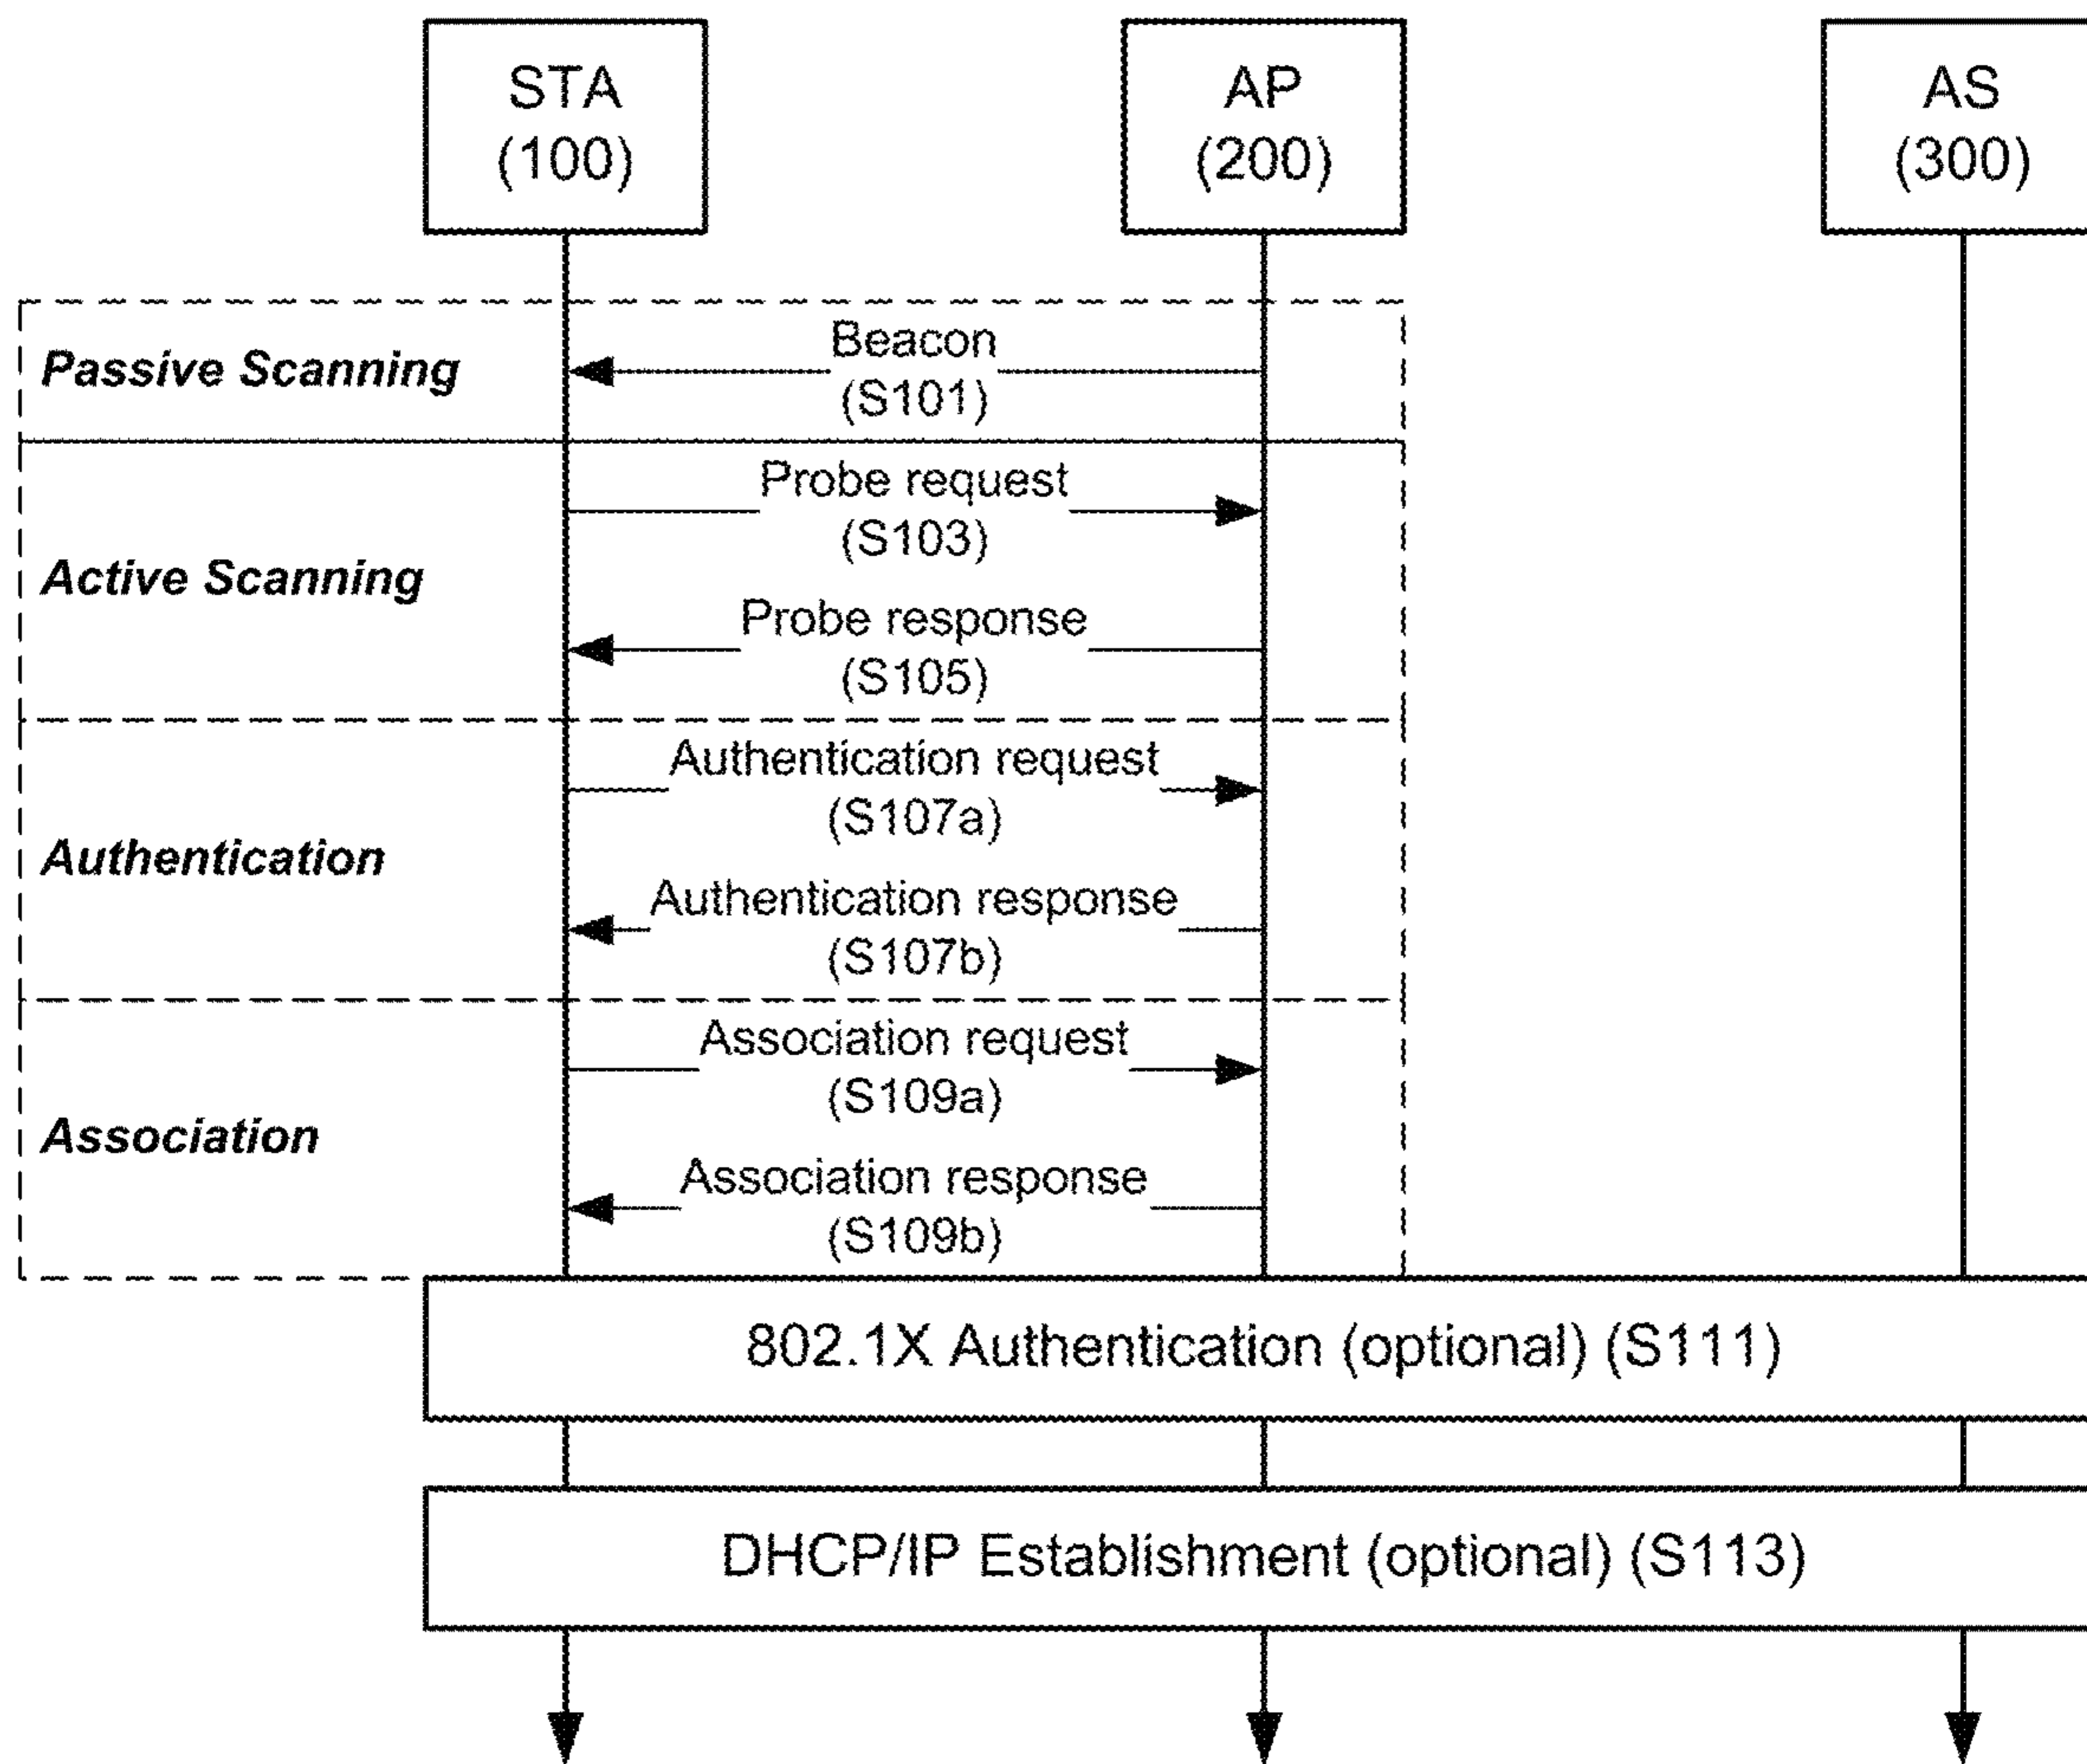 STA
(100)
AP
(200)
AS
(300)
Passive Scanning
Beacon
(S101)
Active Scanning
Probe request
(S103)
Probe response
(S105)
Authentication
Authentication request
(S107a)
Authentication response
(S107b)
Association
Association request
(S109a)
Association response
(S109b)
802.1X Authentication (optional) (S111)
DHCP/IP Establishment (optional) (S113)